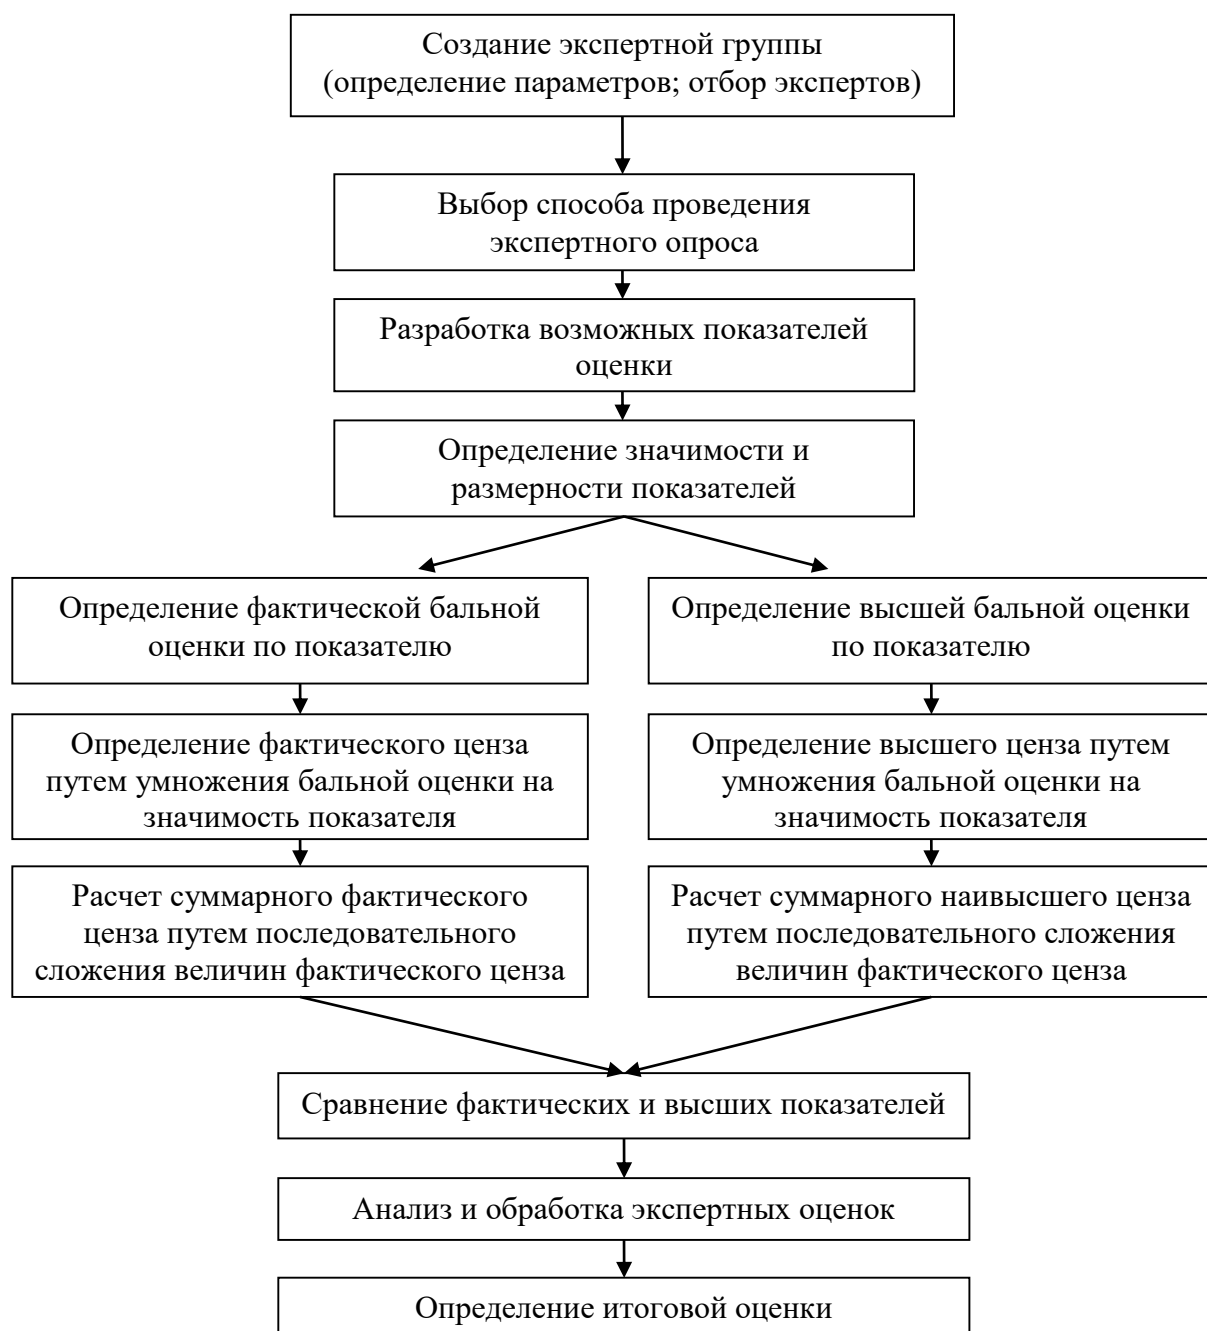 Создание экспертной группы
(определение параметров; отбор экспертов)
Выбор способа проведения
экспертного опроса
Разработка возможных показателей
оценки
Определение значимости и
размерности показателей
Определение фактической бальной
оценки по показателю
Определение высшей бальной оценки
по показателю
Определение фактического ценза
путем умножения бальной оценки на
значимость показателя
Определение высшего ценза путем
умножения бальной оценки на
значимость показателя
Расчет суммарного фактического
ценза путем последовательного
сложения величин фактического ценза
Расчет суммарного наивысшего ценза
путем последовательного сложения
величин фактического ценза
Сравнение фактических и высших показателей
Анализ и обработка экспертных оценок
Определение итоговой оценки